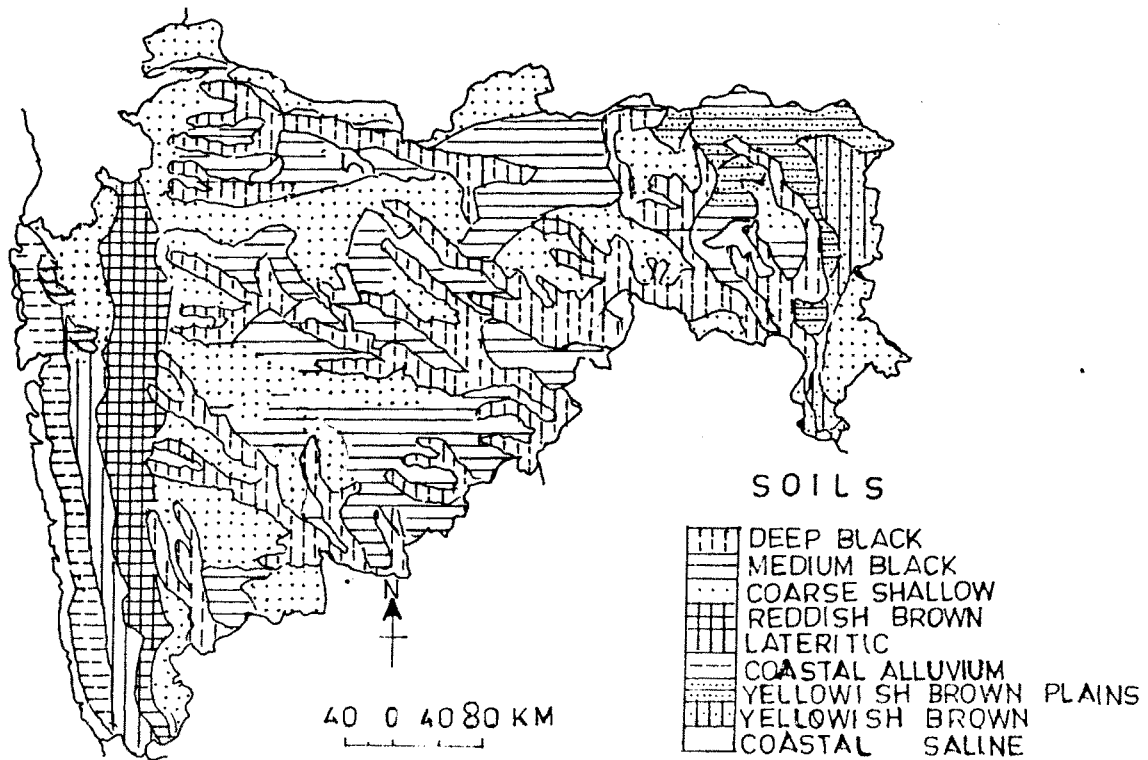 SOILS
DEEP BLACK
MEDIUM BLACK
COARSE SHALLOW
REDDISH BROWN
LATERITIC
COASTAL ALLUVIUM
YELLOWISH BROWN PLAINS
YELLOWISH BROWN
COASTAL SALINE
N
40 0 40 80 KM